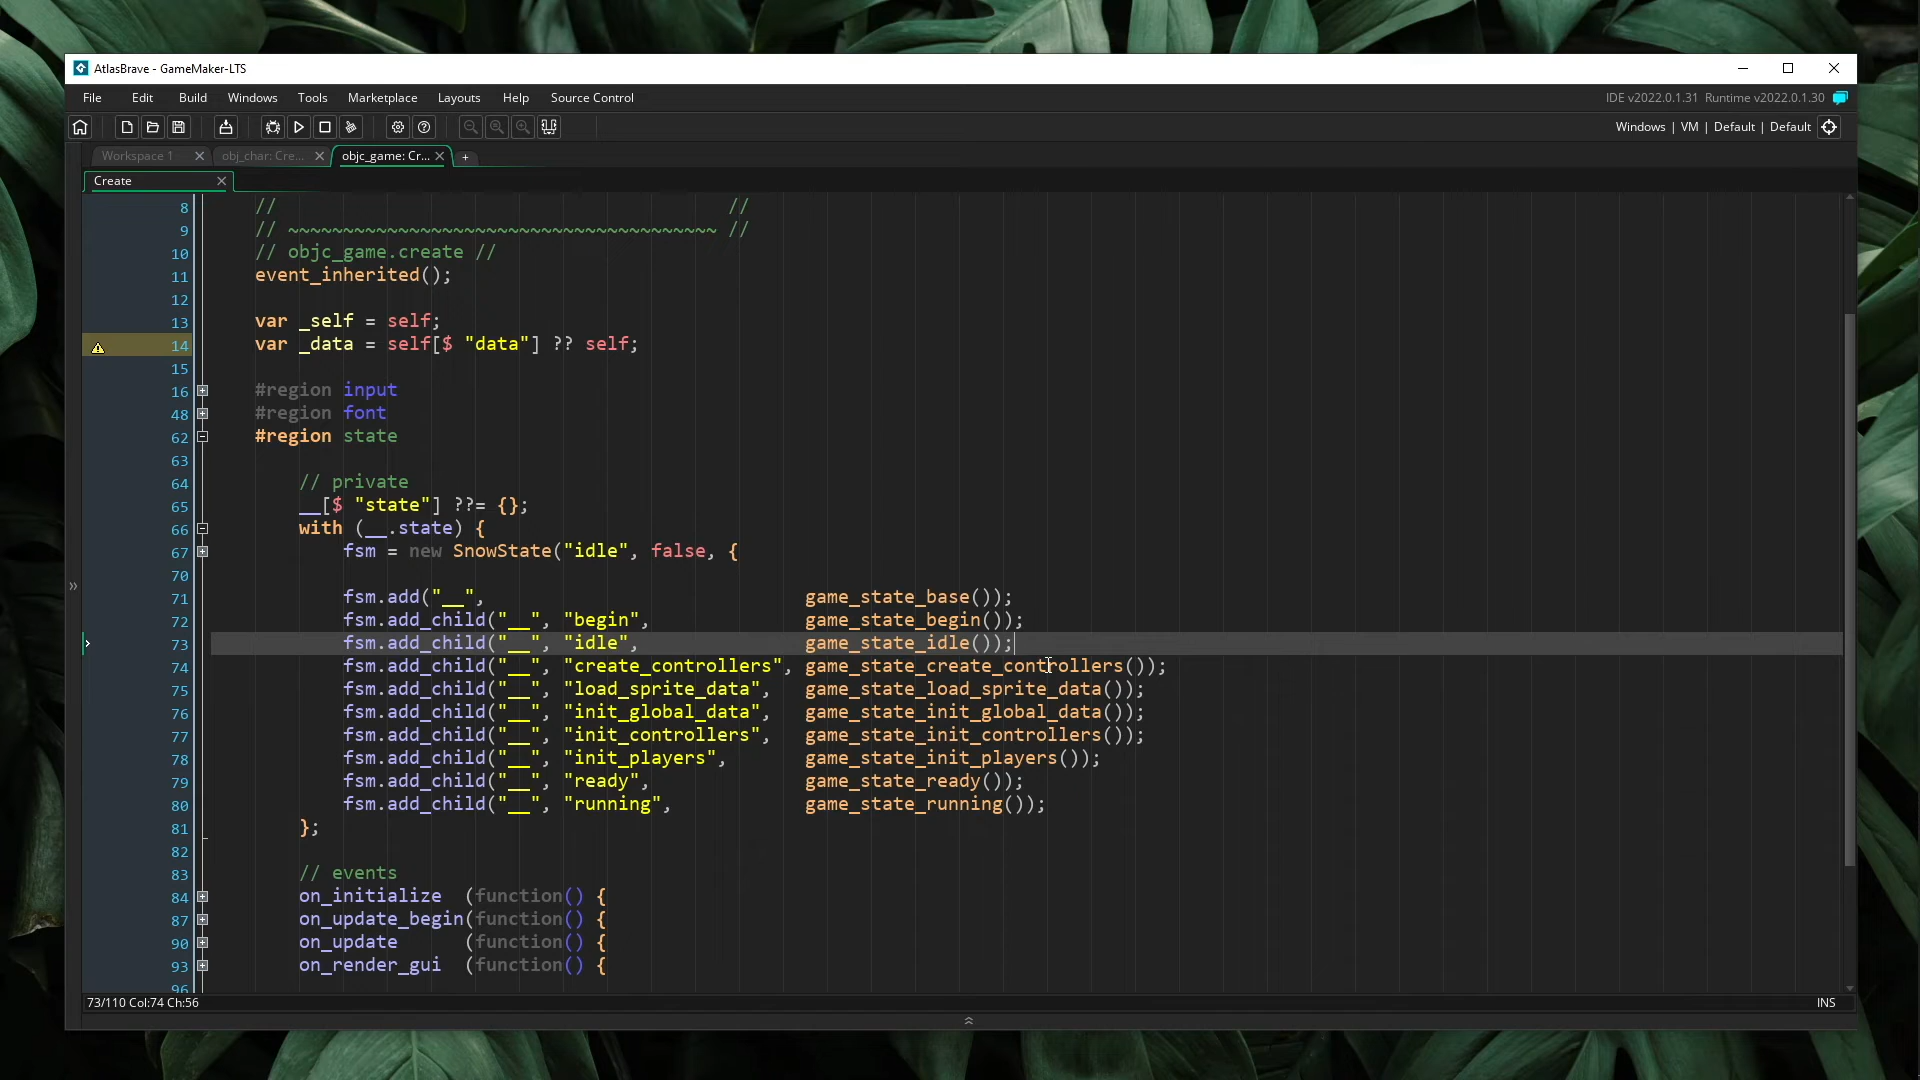 AtlasBrave - GameMaker-LTS
File Edit Build Windows Tools Marketplace Layouts Help Source Control IDE v2022.0.1.31 Runtime v2022.0.1.30
Windows | VM | Default | Default
Workspace 1 obj_char: Cre... objc_game: Cr... +
Create
8 // //
9 // ~~~~~~~~~~~~~~~~~~~~~~~~~~~~~~~~~~~~~~~ //
10 // objc_game.create //
11 event_inherited();
12
13 var _self = self;
14 var _data = self[$ "data"] ?? self;
15
16 #region input
48 #region font
62 #region state
63
64 // private
65 __[$ "state"] ??= {};
66 with (__.state) {
67 fsm = new SnowState("idle", false, {
70
71 fsm.add("__", game_state_base());
72 fsm.add_child("__", "begin", game_state_begin());
73 fsm.add_child("__", "idle", game_state_idle());
74 fsm.add_child("__", "create_controllers", game_state_create_controllers());
75 fsm.add_child("__", "load_sprite_data", game_state_load_sprite_data());
76 fsm.add_child("__", "init_global_data", game_state_init_global_data());
77 fsm.add_child("__", "init_controllers", game_state_init_controllers());
78 fsm.add_child("__", "init_players", game_state_init_players());
79 fsm.add_child("__", "ready", game_state_ready());
80 fsm.add_child("__", "running", game_state_running());
81 };
82
83 // events
84 on_initialize (function() {
87 on_update_begin(function() {
90 on_update (function() {
93 on_render_gui (function() {
96
73/110 Col:74 Ch:56 INS